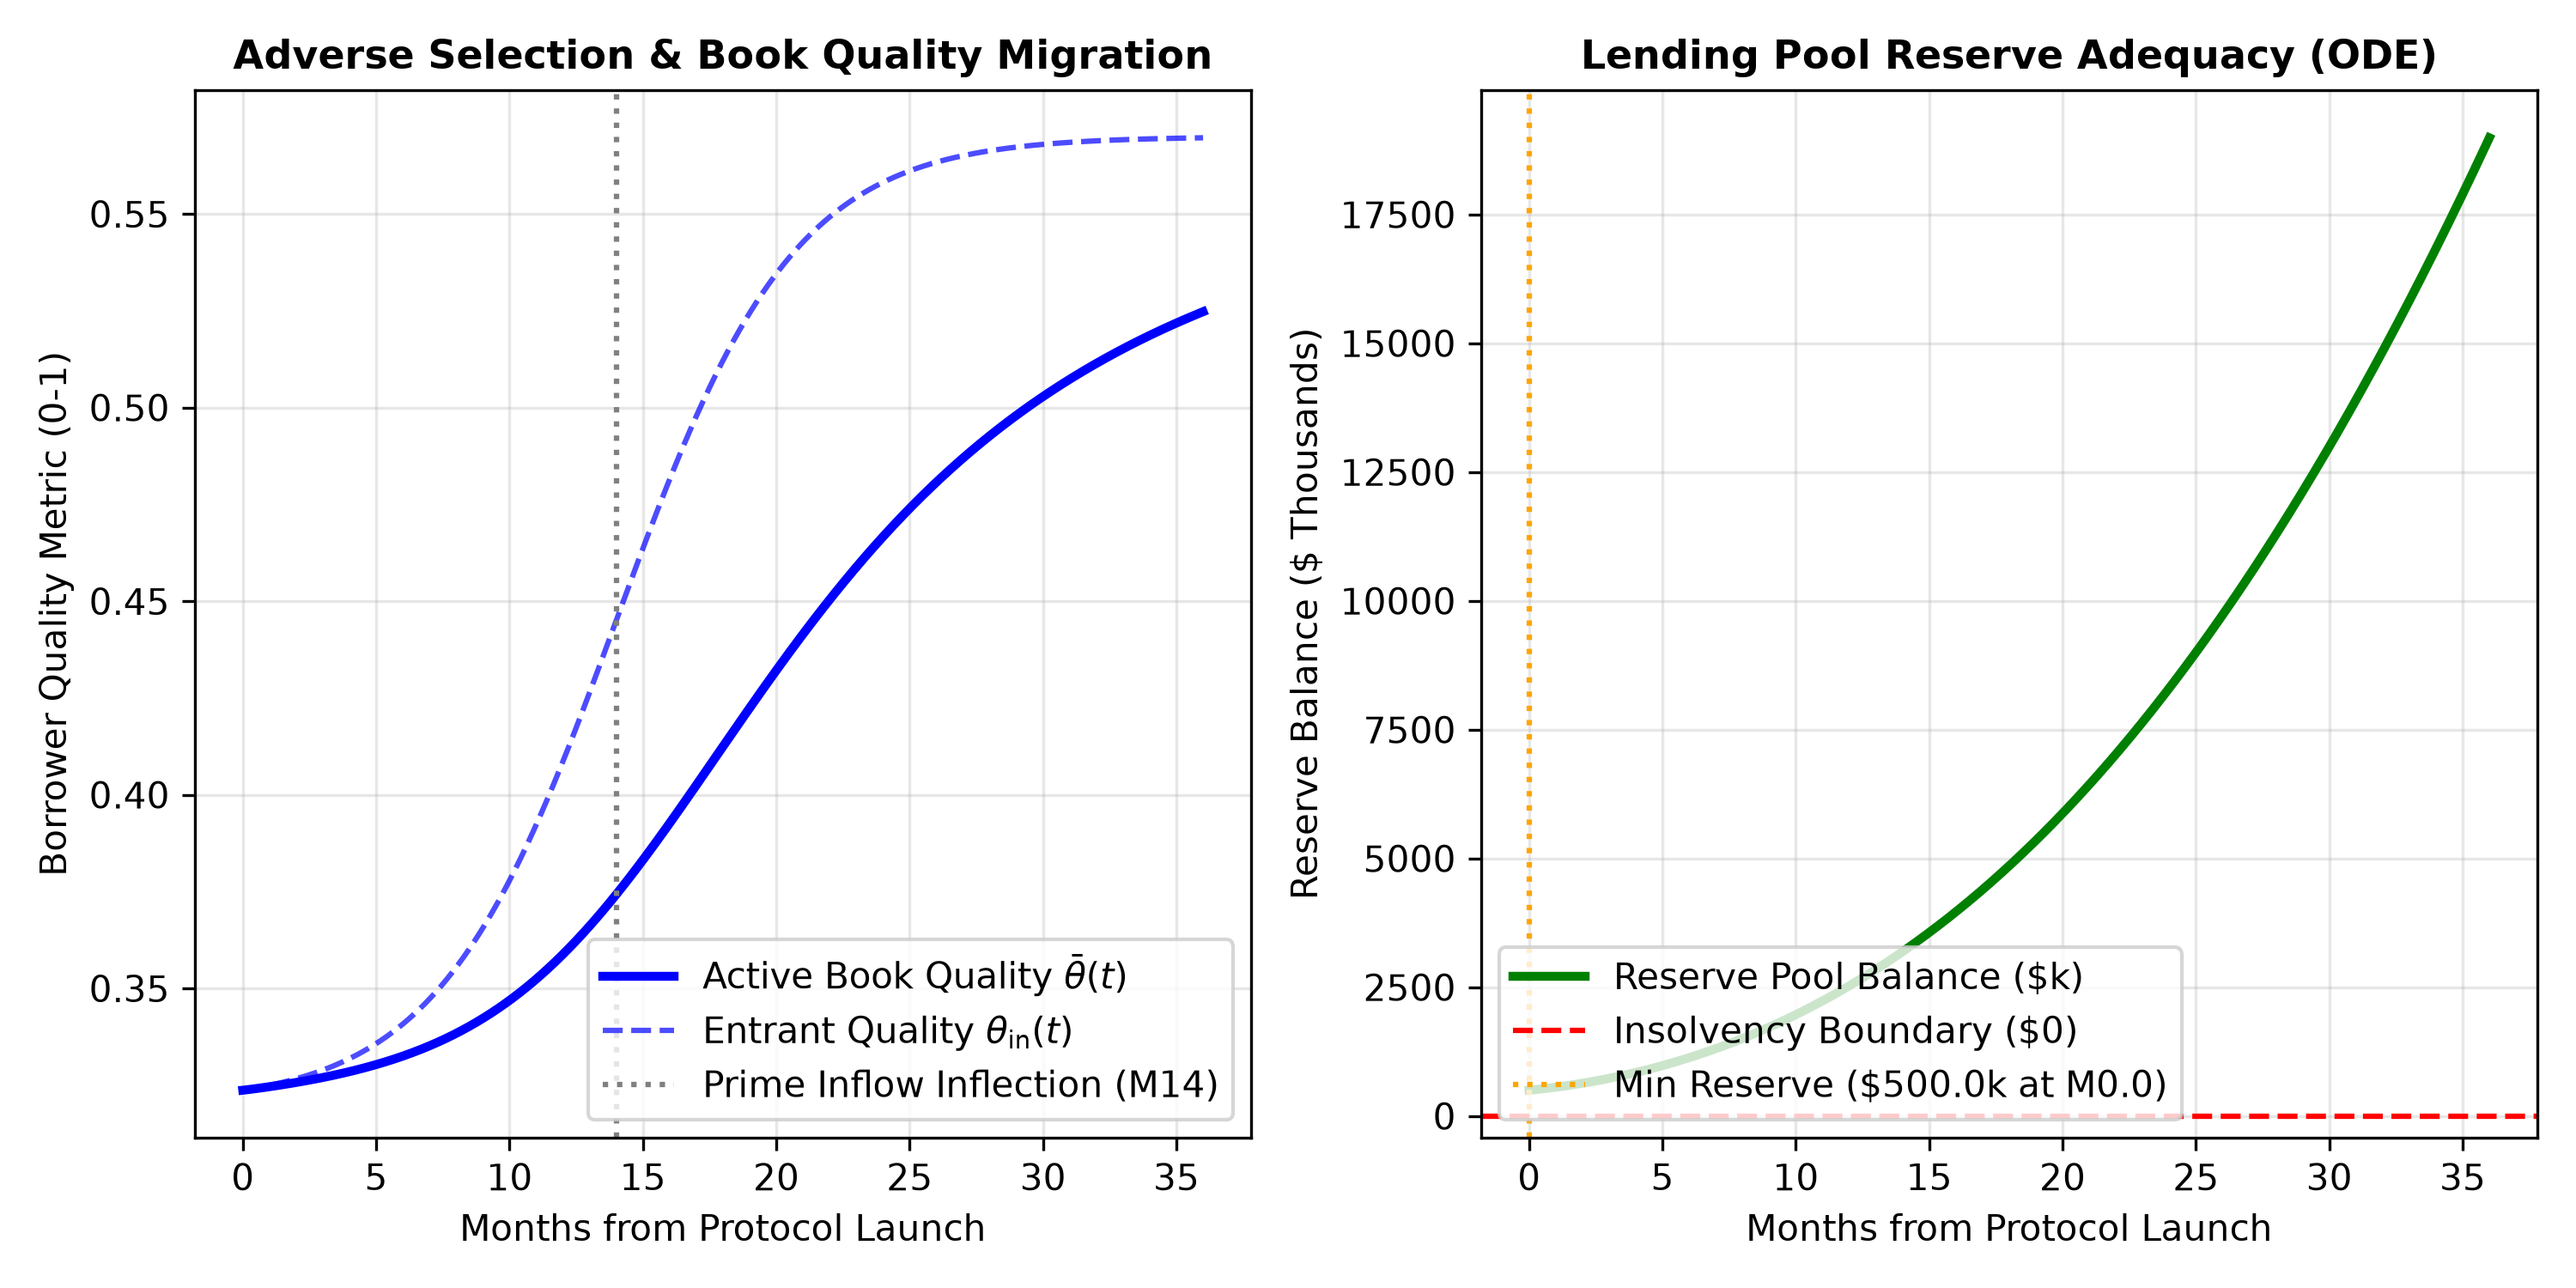 Adverse Selection & Book Quality Migration
Borrower Quality Metric (0-1)
0.55
0.50
0.45
0.40
0.35
Active Book Quality θ̄(t)
Entrant Quality θin(t)
Prime Inflow Inflection (M14)
0 5 10 15 20 25 30 35
Months from Protocol Launch
Lending Pool Reserve Adequacy (ODE)
Reserve Balance ($ Thousands)
17500
15000
12500
10000
7500
5000
2500
0
Reserve Pool Balance ($k)
Insolvency Boundary ($0)
Min Reserve ($500.0k at M0.0)
0 5 10 15 20 25 30 35
Months from Protocol Launch